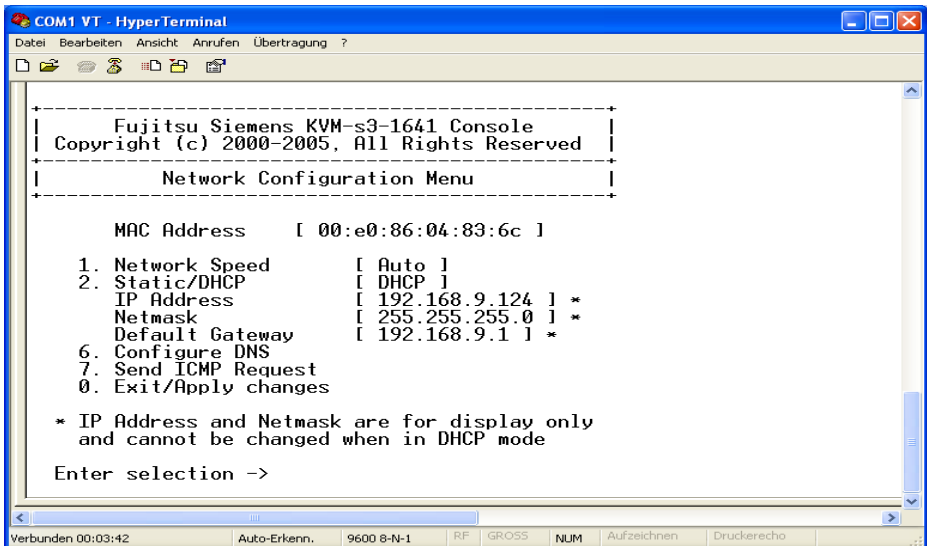 COM1 VT - HyperTerminal
Datei Bearbeiten Ansicht Anrufen Übertragung ?
+------------------------------------------------+
| Fujitsu Siemens KVM-s3-1641 Console |
| Copyright (c) 2000-2005, All Rights Reserved |
+------------------------------------------------+
| Network Configuration Menu |
+------------------------------------------------+
MAC Address [ 00:e0:86:04:83:6c ]
1. Network Speed [ Auto ]
2. Static/DHCP [ DHCP ]
IP Address [ 192.168.9.124 ] *
Netmask [ 255.255.255.0 ] *
Default Gateway [ 192.168.9.1 ] *
6. Configure DNS
7. Send ICMP Request
0. Exit/Apply changes
* IP Address and Netmask are for display only
and cannot be changed when in DHCP mode
Enter selection ->
Verbunden 00:03:42 Auto-Erkenn. 9600 8-N-1 RF GROSS NUM Aufzeichnen Druckerecho